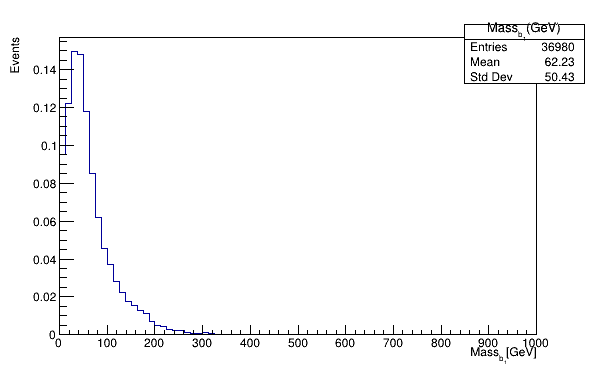 Mass_b_1(GeV)
Entries 36980
Mean 62.23
Std Dev 50.43
Events
0.14
0.12
0.1
0.08
0.06
0.04
0.02
0
0 100 200 300 400 500 600 700 800 900 1000
Mass_b_1[GeV]